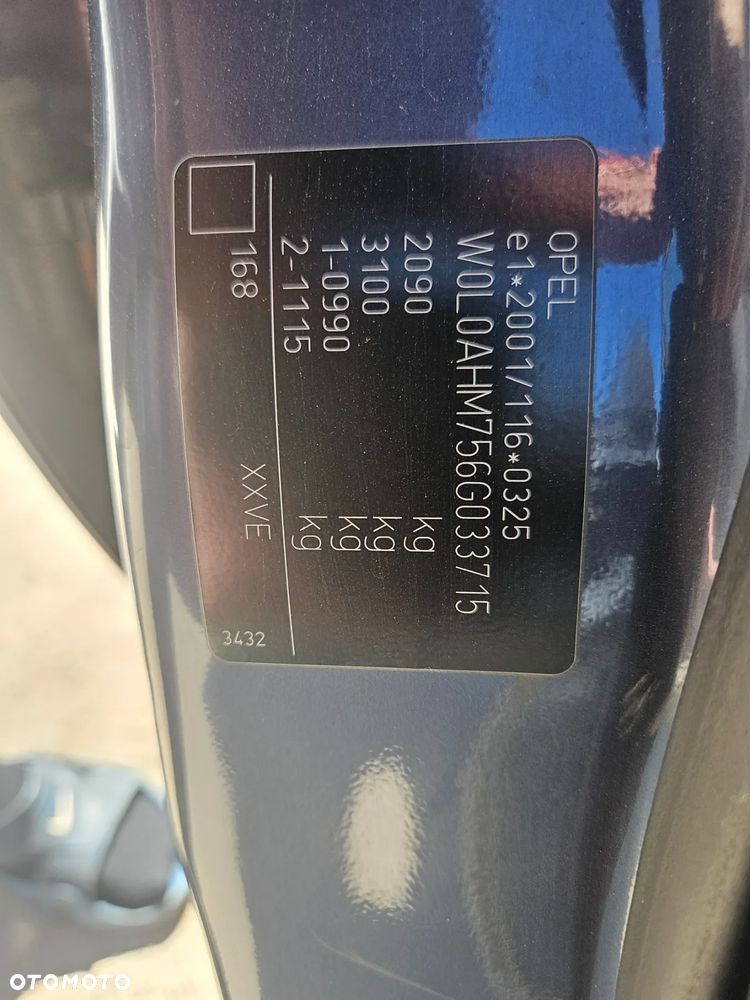 OPEL
e1*2001/116*0325
W0L0AHM756G033715
2090 kg
3100 kg
1-0990 kg
2-1115 kg
168 XXVE
3432
OTOMOTO